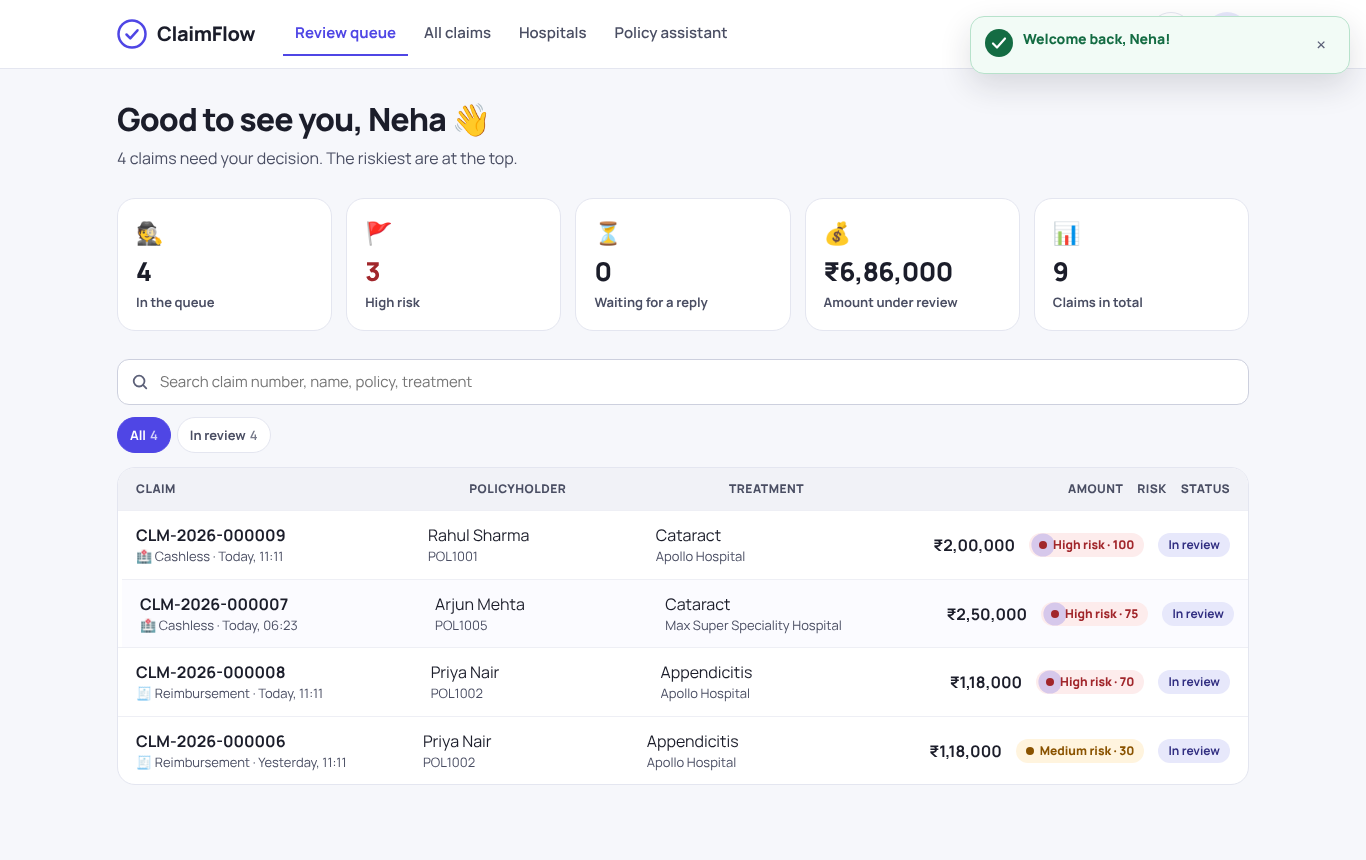 ClaimFlow
Review queue
All claims
Hospitals
Policy assistant
Welcome back, Neha!
Good to see you, Neha 👋
4 claims need your decision. The riskiest are at the top.
4
In the queue
3
High risk
0
Waiting for a reply
₹6,86,000
Amount under review
9
Claims in total
Search claim number, name, policy, treatment
All 4
In review 4
CLAIM POLICYHOLDER TREATMENT AMOUNT RISK STATUS
CLM-2026-000009 Rahul Sharma Cataract ₹2,00,000 High risk · 100 In review
Cashless · Today, 11:11 POL1001 Apollo Hospital
CLM-2026-000007 Arjun Mehta Cataract ₹2,50,000 High risk · 75 In review
Cashless · Today, 06:23 POL1005 Max Super Speciality Hospital
CLM-2026-000008 Priya Nair Appendicitis ₹1,18,000 High risk · 70 In review
Reimbursement · Today, 11:11 POL1002 Apollo Hospital
CLM-2026-000006 Priya Nair Appendicitis ₹1,18,000 Medium risk · 30 In review
Reimbursement · Yesterday, 11:11 POL1002 Apollo Hospital